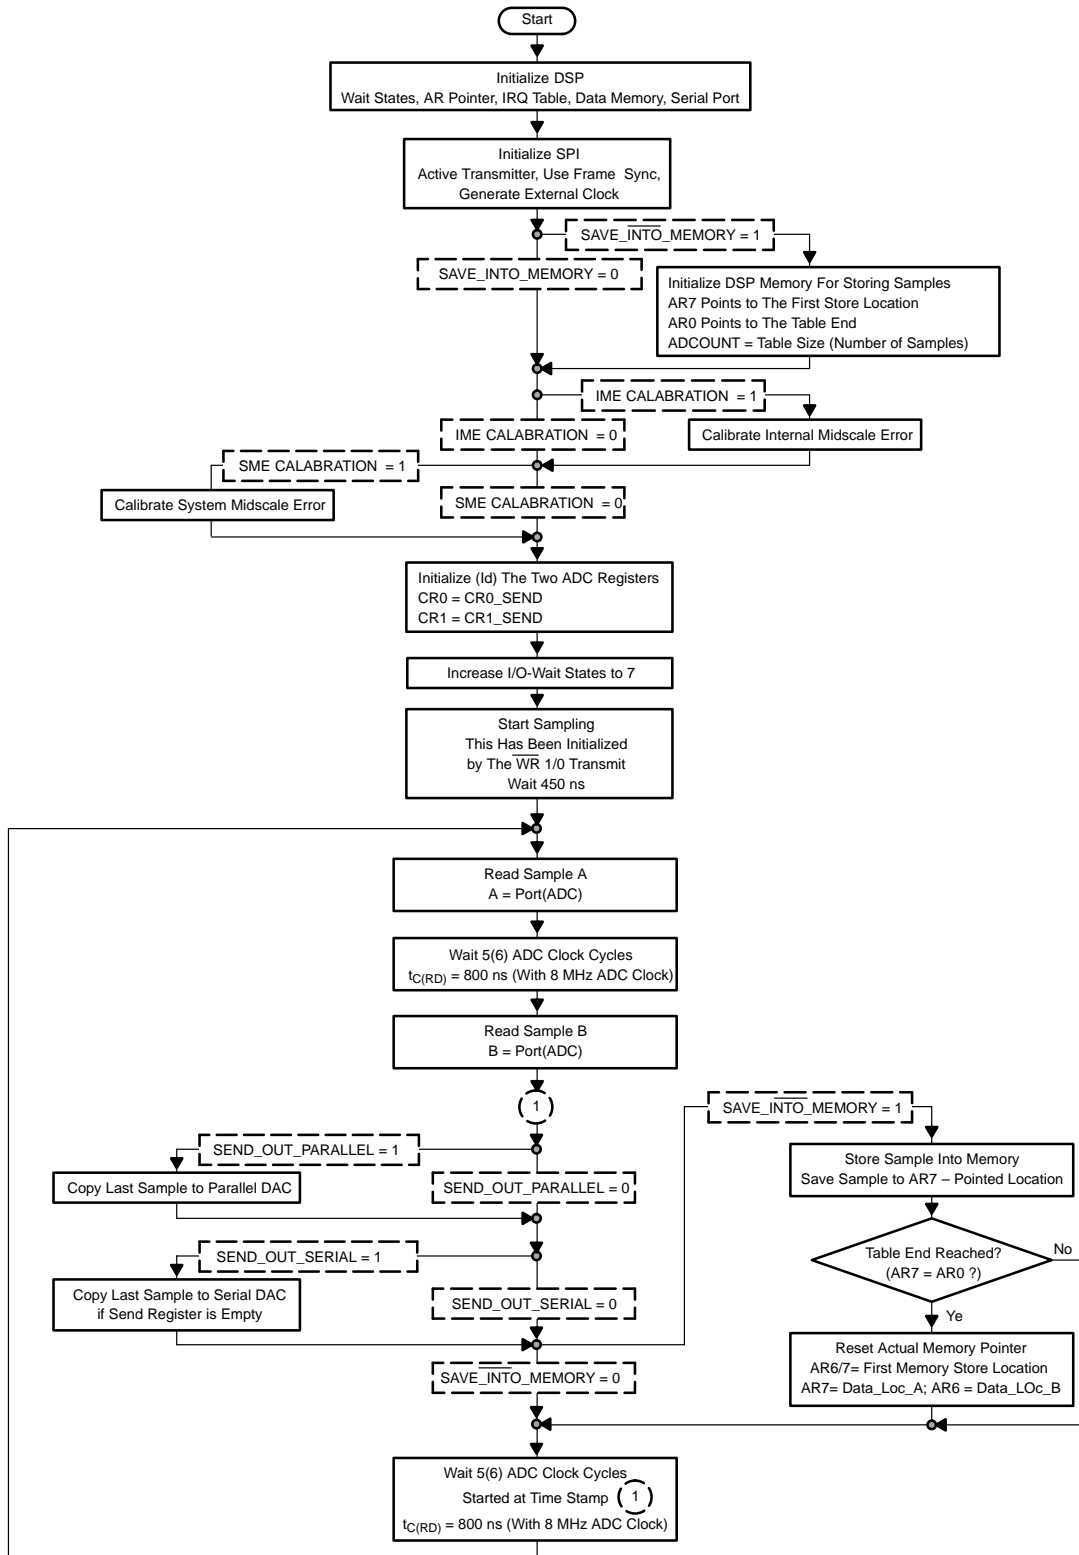 Start
Initialize DSP
Wait States, AR Pointer, IRQ Table, Data Memory, Serial Port
Initialize SPI
Active Transmitter, Use Frame Sync,
Generate External Clock
SAVE_INTO_MEMORY = 1
SAVE_INTO_MEMORY = 0
Initialize DSP Memory For Storing Samples
AR7 Points to The First Store Location
AR0 Points to The Table End
ADCOUNT = Table Size (Number of Samples)
IME CALABRATION = 1
IME CALABRATION = 0
Calibrate Internal Midscale Error
SME CALABRATION = 1
Calibrate System Midscale Error
SME CALABRATION = 0
Initialize (Id) The Two ADC Registers
CR0 = CR0_SEND
CR1 = CR1_SEND
Increase I/O-Wait States to 7
Start Sampling
This Has Been Initialized
by The WR 1/0 Transmit
Wait 450 ns
Read Sample A
A = Port(ADC)
Wait 5(6) ADC Clock Cycles
tC(RD) = 800 ns (With 8 MHz ADC Clock)
Read Sample B
B = Port(ADC)
1
SAVE_INTO_MEMORY = 1
SEND_OUT_PARALLEL = 1
Copy Last Sample to Parallel DAC
SEND_OUT_PARALLEL = 0
Store Sample Into Memory
Save Sample to AR7 – Pointed Location
SEND_OUT_SERIAL = 1
Table End Reached?
(AR7 = AR0 ?)
No
Copy Last Sample to Serial DAC
if Send Register is Empty
SEND_OUT_SERIAL = 0
Ye
Reset Actual Memory Pointer
AR6/7= First Memory Store Location
AR7= Data_Loc_A; AR6 = Data_LOc_B
SAVE_INTO_MEMORY = 0
Wait 5(6) ADC Clock Cycles
Started at Time Stamp 1
tC(RD) = 800 ns (With 8 MHz ADC Clock)